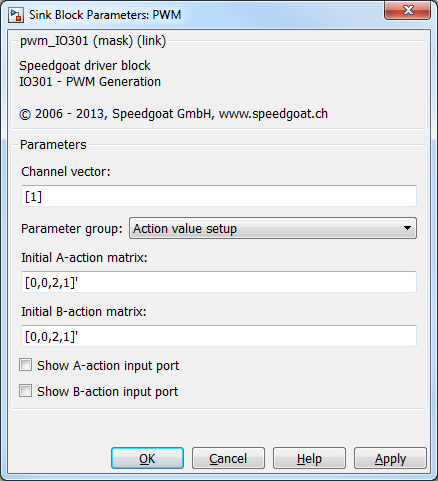 Sink Block Parameters: PWM
pwm_IO301 (mask) (link)
Speedgoat driver block
IO301 - PWM Generation
© 2006 - 2013, Speedgoat GmbH, www.speedgoat.ch
Parameters
Channel vector:
[1]
Parameter group: Action value setup
Initial A-action matrix:
[0,0,2,1]'
Initial B-action matrix:
[0,0,2,1]'
Show A-action input port
Show B-action input port
OK Cancel Help Apply